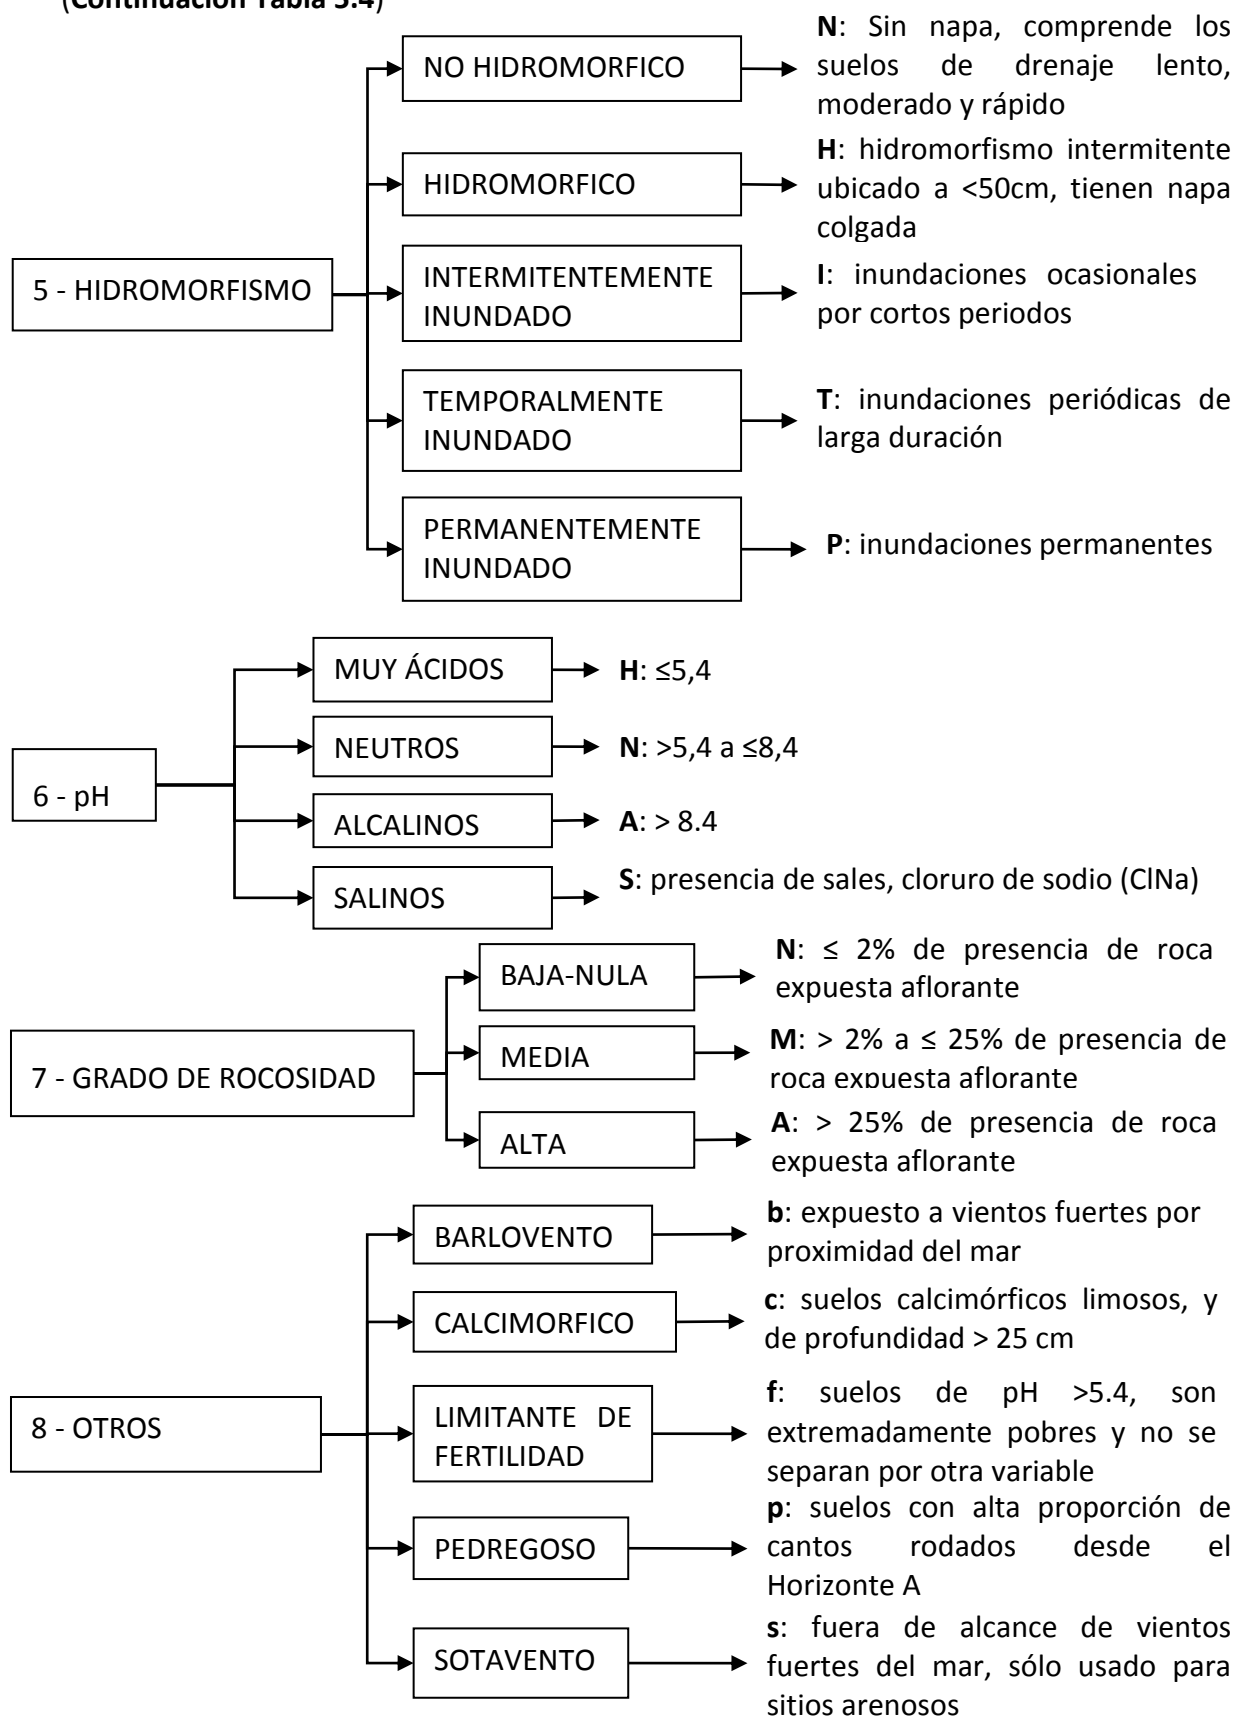 (Continuación Tabla 5.4)
NO HIDROMORFICO
N: Sin napa, comprende los
suelos de drenaje lento,
moderado y rápido
HIDROMORFICO
H: hidromorfismo intermitente
ubicado a <50cm, tienen napa
colgada
5 - HIDROMORFISMO
INTERMITENTEMENTE
INUNDADO
I: inundaciones ocasionales
por cortos periodos
TEMPORALMENTE
INUNDADO
T: inundaciones periódicas de
larga duración
PERMANENTEMENTE
INUNDADO
P: inundaciones permanentes
6 - pH
MUY ÁCIDOS
H: ≤5,4
NEUTROS
N: >5,4 a ≤8,4
ALCALINOS
A: > 8.4
SALINOS
S: presencia de sales, cloruro de sodio (ClNa)
7 - GRADO DE ROCOSIDAD
BAJA-NULA
N: ≤ 2% de presencia de roca
expuesta aflorante
MEDIA
M: > 2% a ≤ 25% de presencia de
roca expuesta aflorante
ALTA
A: > 25% de presencia de roca
expuesta aflorante
8 - OTROS
BARLOVENTO
b: expuesto a vientos fuertes por
proximidad del mar
CALCIMORFICO
c: suelos calcimórficos limosos, y
de profundidad > 25 cm
LIMITANTE DE
FERTILIDAD
f: suelos de pH >5.4, son
extremadamente pobres y no se
separan por otra variable
PEDREGOSO
p: suelos con alta proporción de
cantos rodados desde el
Horizonte A
SOTAVENTO
s: fuera de alcance de vientos
fuertes del mar, sólo usado para
sitios arenosos